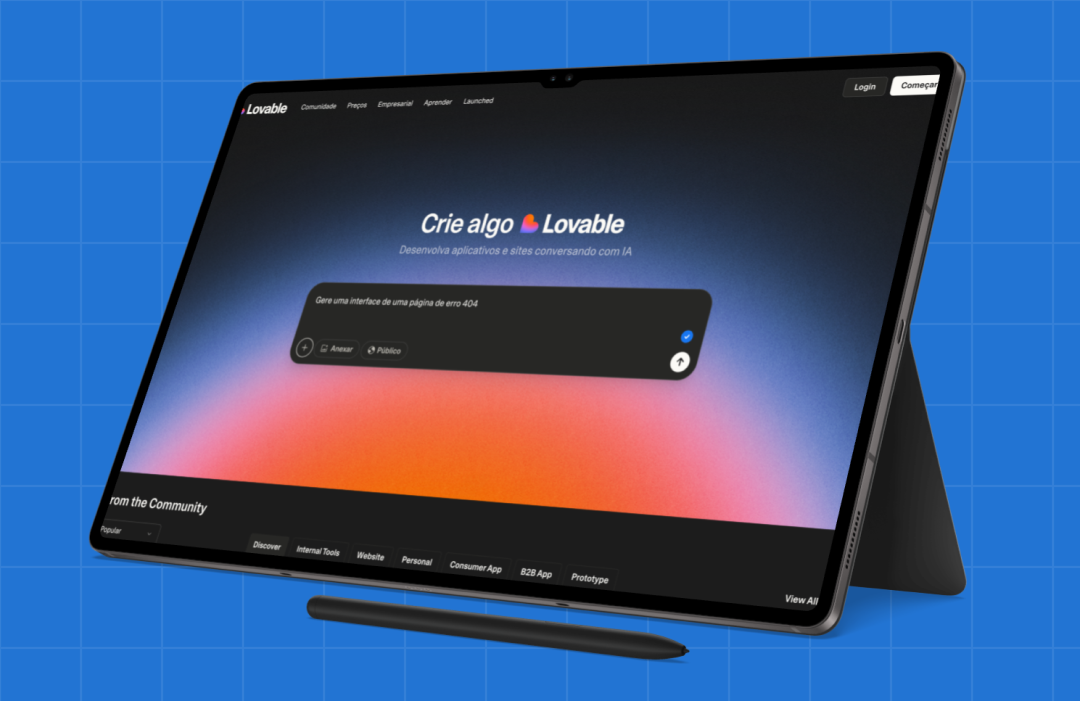 Lovable
Comunidade Preços Empresarial Aprender Launched
Login Começar
Crie algo Lovable
Desenvolva aplicativos e sites conversando com IA
Gere uma interface de uma página de erro 404
+ Anexar Público
rom the Community
Popular
Discover Internal Tools Website Personal Consumer App B2B App Prototype
View All